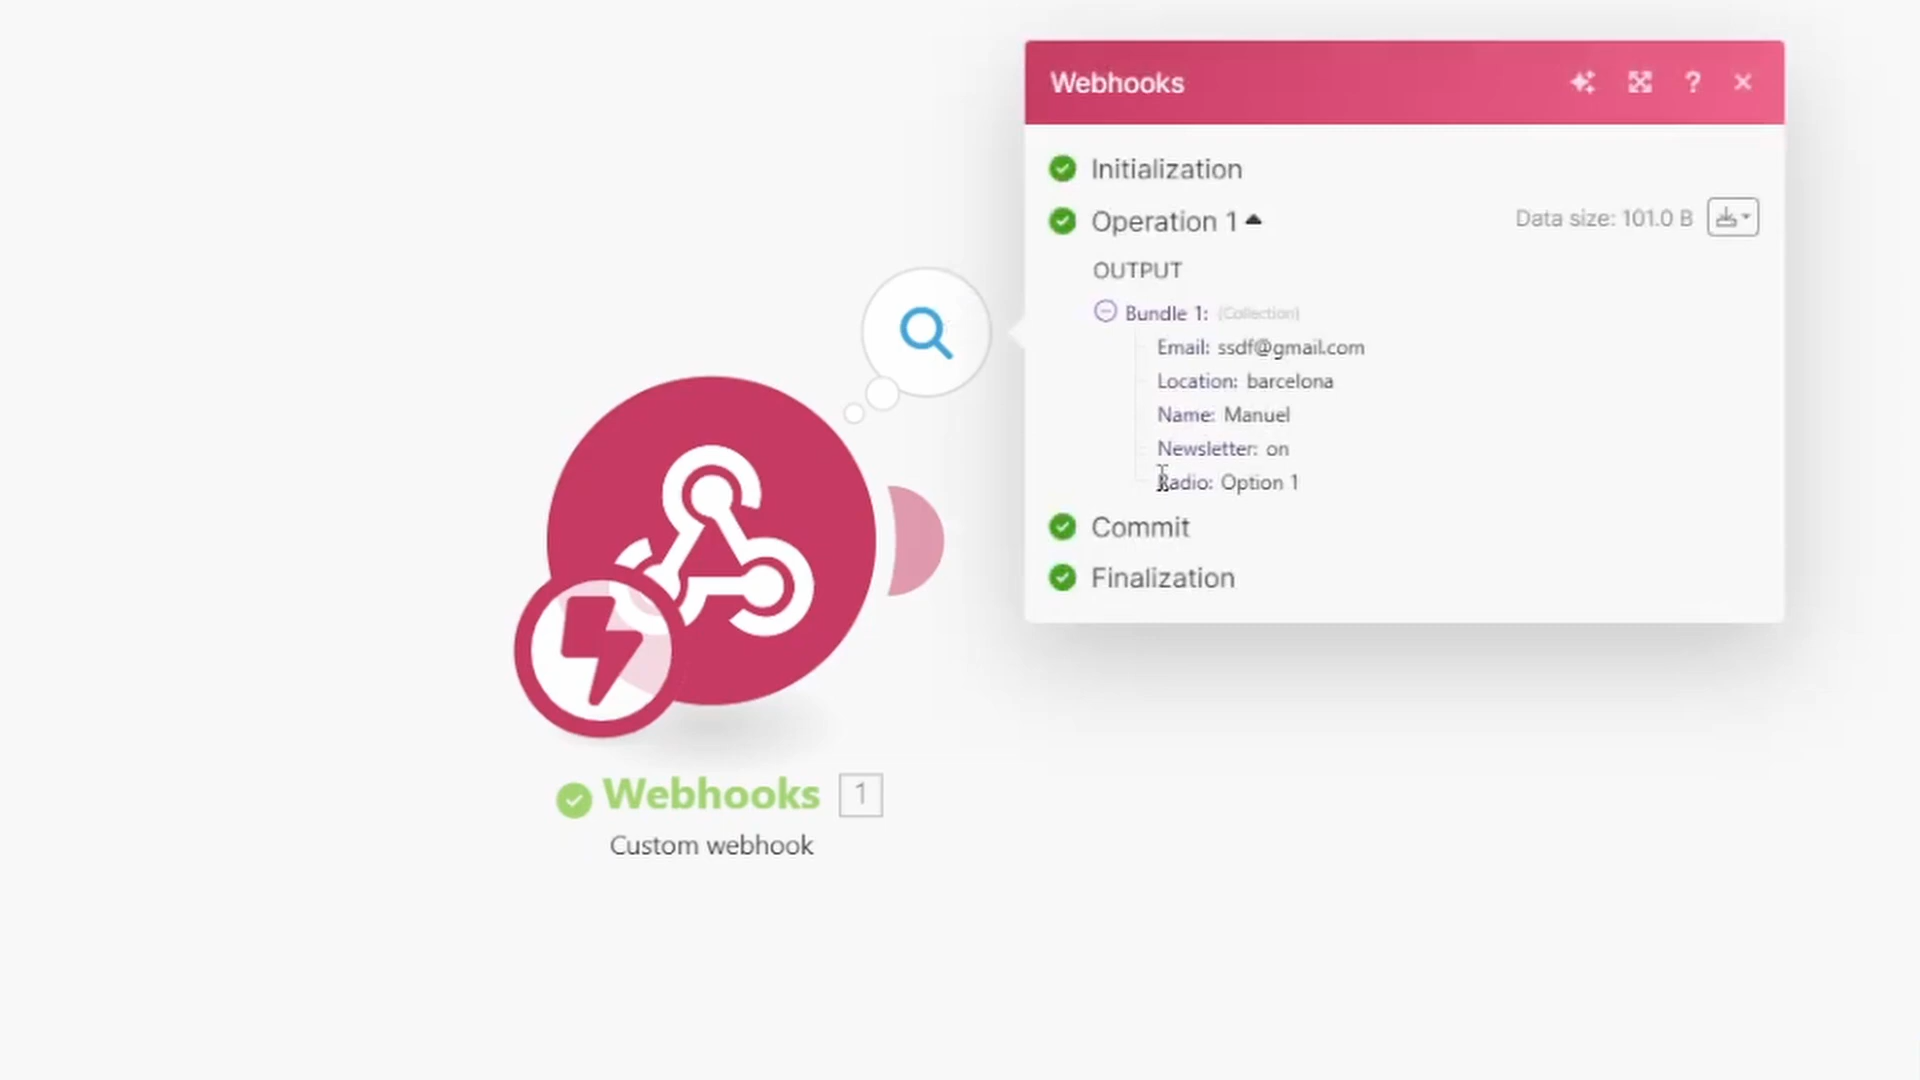 Webhooks
?
Initialization
Operation 1
Data size: 101.0 B
OUTPUT
Bundle 1: (Collection)
Email: ssdf@gmail.com
Location: barcelona
Name: Manuel
Newsletter: on
Radio: Option 1
Commit
Finalization
Webhooks 1
Custom webhook